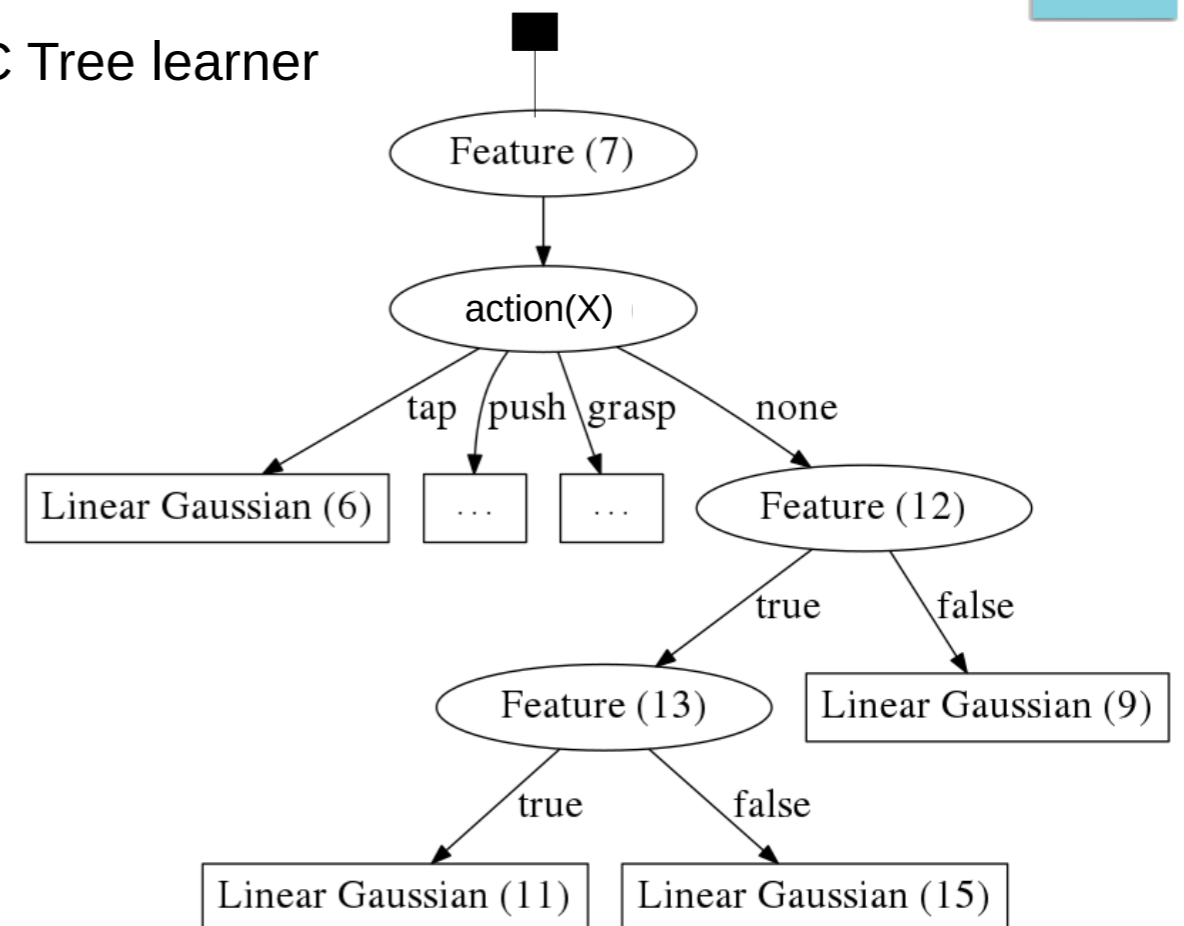 C Tree learner
Feature (7)
action(X)
tap push grasp none
Linear Gaussian (6) ... ... Feature (12)
true false
Feature (13) Linear Gaussian (9)
true false
Linear Gaussian (11) Linear Gaussian (15)